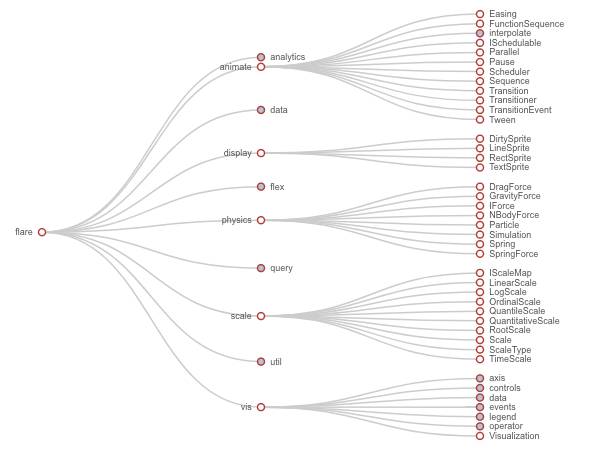 flare
analytics
animate
data
display
flex
physics
query
scale
util
vis
Easing
FunctionSequence
interpolate
ISchedulable
Parallel
Pause
Scheduler
Sequence
Transition
Transitioner
TransitionEvent
Tween
DirtySprite
LineSprite
RectSprite
TextSprite
DragForce
GravityForce
IForce
NBodyForce
Particle
Simulation
Spring
SpringForce
IScaleMap
LinearScale
LogScale
OrdinalScale
QuantileScale
QuantitativeScale
RootScale
Scale
ScaleType
TimeScale
axis
controls
data
events
legend
operator
Visualization